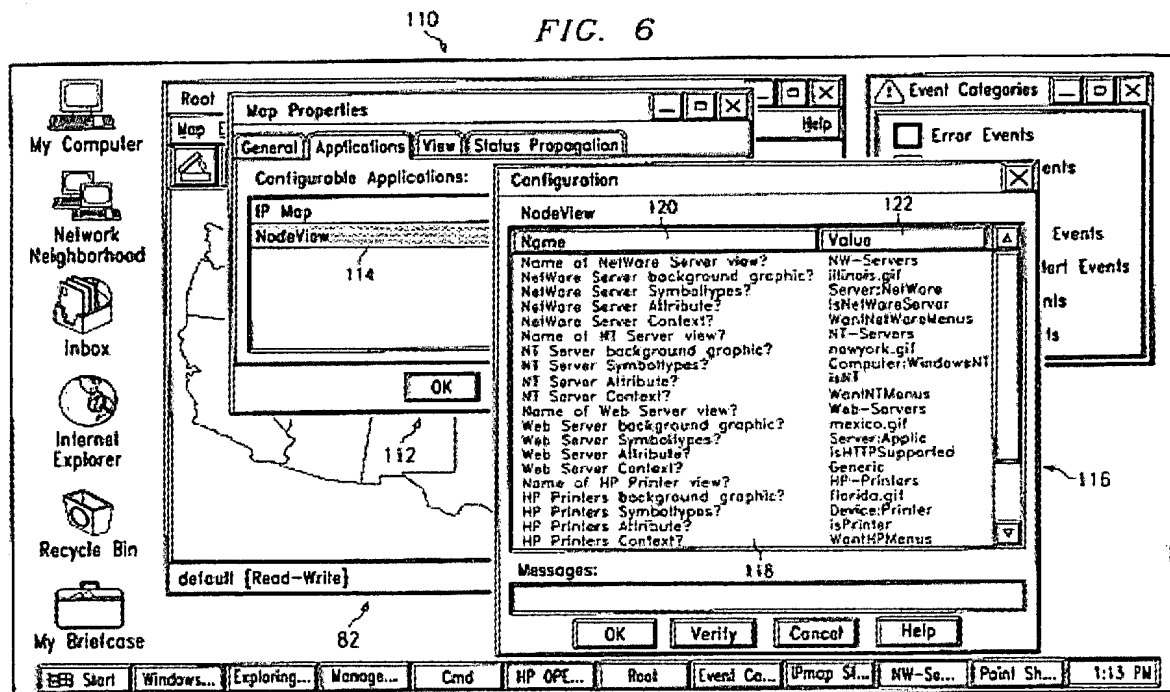 110
FIG. 6
My Computer
Network Neighborhood
Inbox
Internet Explorer
Recycle Bin
My Briefcase
Root
Map E
Help
default [Read-Write]
82
Map Properties
General Applications View Status Propagation
Configurable Applications:
IP Map
NodeView
114
OK
112
Event Categories
Error Events
ents
Events
tart Events
nts
ts
Configuration
NodeView
120
122
Name Value
Name of NetWare Server view? NW-Servers
NetWare Server background graphic? illinois.gif
NetWare Server Symboltypes? Server:NetWare
NetWare Server Attribute? isNetWareServer
NetWare Server Context? WantNetWareMenus
Name of NT Server view? NT-Servers
NT Server background graphic? newyork.gif
NT Server Symboltypes? Computer:WindowsNT
NT Server Attribute? isNT
NT Server Context? WantNTMenus
Name of Web Server view? Web-Servers
Web Server background graphic? mexico.gif
Web Server Symboltypes? Server:Applic
Web Server Attribute? isHTTPSupported
Web Server Context? Generic
Name of HP Printer view? HP-Printers
HP Printers background graphic? florida.gif
HP Printers Symboltypes? Device:Printer
HP Printers Attribute? isPrinter
HP Printers Context? WantHPMenus
116
118
Messages:
OK Verify Cancel Help
Start Windows... Exploring... Manage... Cmd HP OPE... Root Event Ca... IPmap St... NW-Se... Paint Sh... 1:13 PM